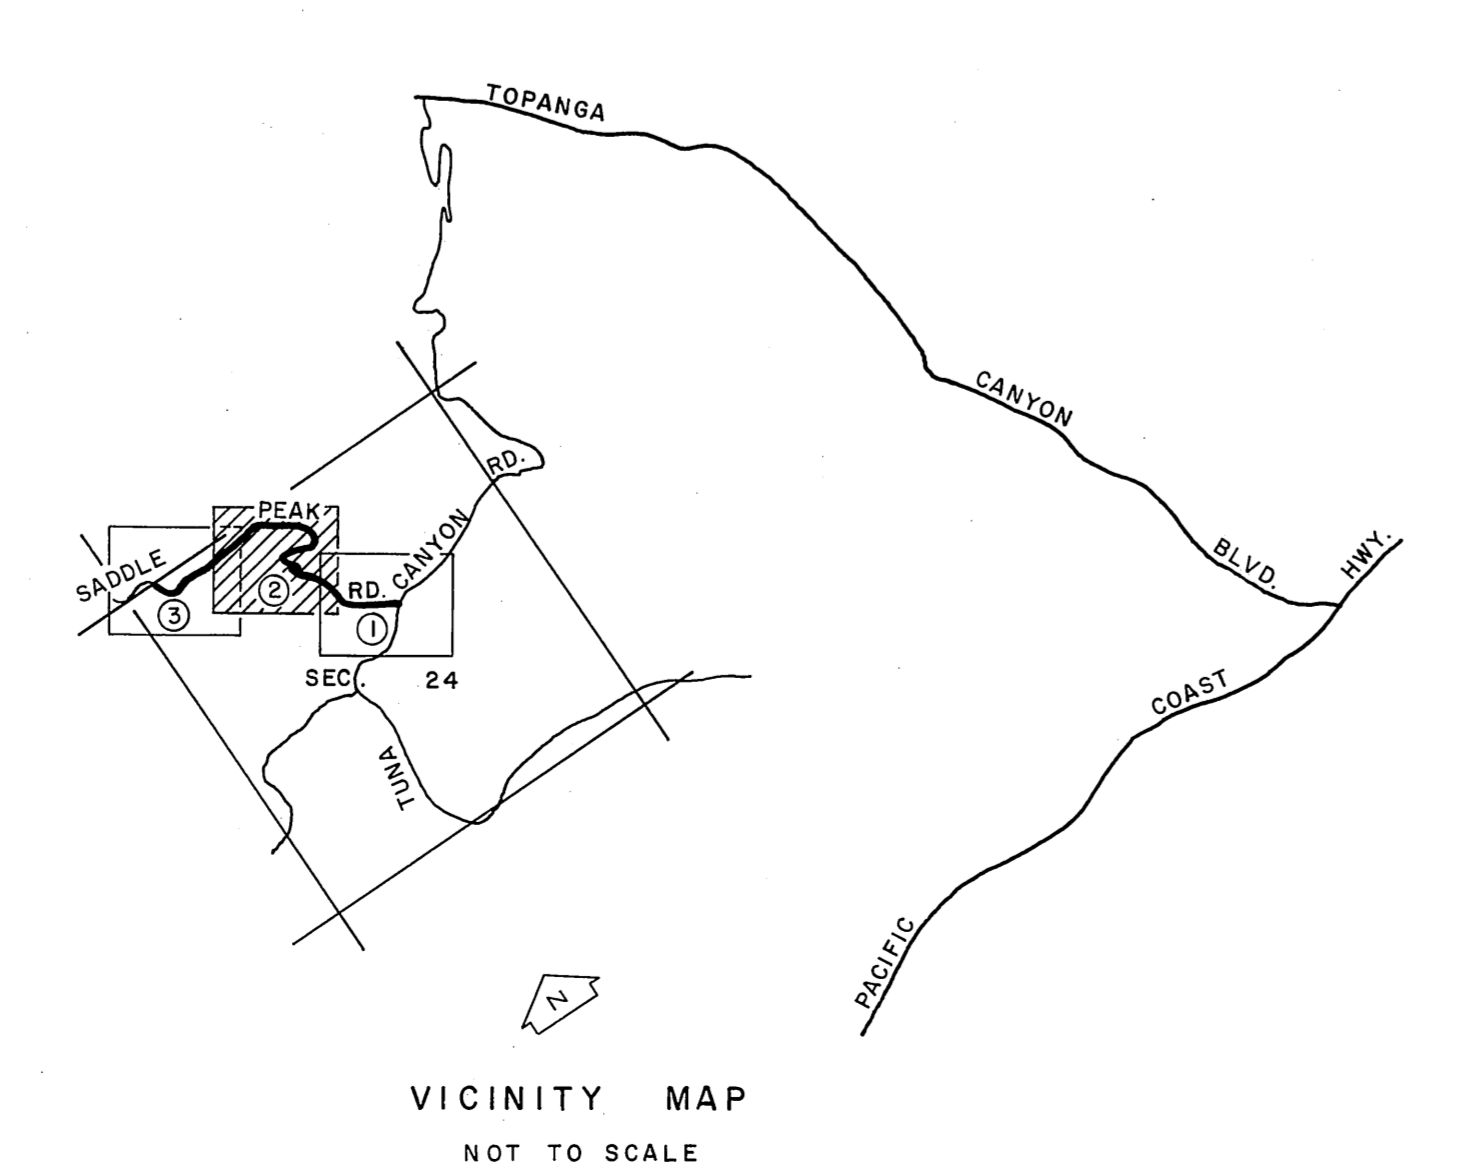 TOPANGA
CANYON
BLVD.
HWY.
COAST
PACIFIC
RD.
CANYON
TUNA
PEAK
SADDLE
RD.
2
3
1
SEC. 24
N
VICINITY MAP
NOT TO SCALE